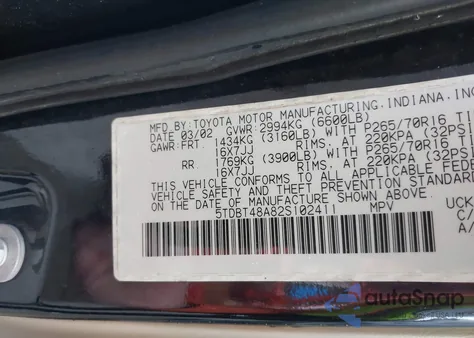 MFD.BY:TOYOTA MOTOR MANUFACTURING.INDIANA.INC
DATE: 03/02 GVWR:2994KG (6600LB)
GAWR:FRT. 1434KG (3160LB) WITH P265/70R16 TI
16X7JJ RIMS. AT 220KPA (32PSI
RR. 1769KG (3900LB) WITH P265/70R16 TI
16X7JJ RIMS. AT 220KPA (32PSI
THIS VEHICLE CONFORMS TO ALL APPLICABLE FEDE
VEHICLE SAFETY AND THEFT PREVENTION STANDARD
THE DATE OF MANUFACTURE SHOWN ABOVE.
5TDBT48A82S102411 MPV
UCK
C/
A/
autoSnap